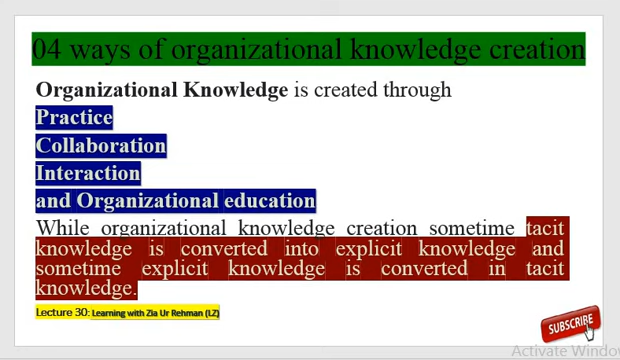 04 ways of organizational knowledge creation
Organizational Knowledge is created through
Practice
Collaboration
Interaction
and Organizational education
While organizational knowledge creation sometime tacit
knowledge is converted into explicit knowledge and
sometime explicit knowledge is converted in tacit
knowledge.
Lecture 30: Learning with Zia Ur Rehman (LZ)
SUBSCRIBE
Activate Window